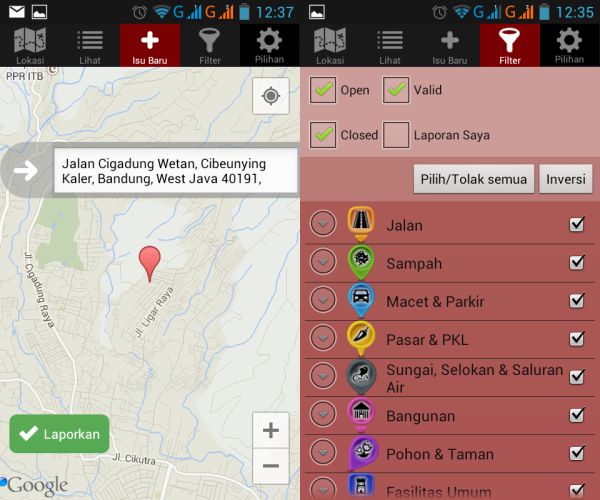 12:37
Lokasi
Lihat
Isu Baru
Filter
Pilihan
PPR ITB
Jalan Cigadung Wetan, Cibeunying
Kaler, Bandung, West Java 40191,
Jl. Cigadung Raya
Jl. Ligar Raya
Laporkan
Jl. Cikutra
Google
12:35
Lokasi
Lihat
Isu Baru
Filter
Pilihan
Open
Valid
Closed
Laporan Saya
Pilih/Tolak semua
Inversi
Jalan
Sampah
Macet & Parkir
Pasar & PKL
Sungai, Selokan & Saluran
Air
Bangunan
Pohon & Taman
Fasilitas Umum